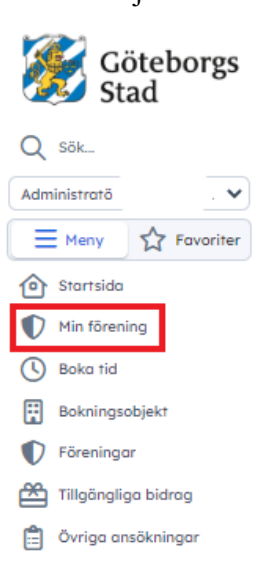 Göteborgs
Stad
Sök...
Administratö
Meny
Favoriter
Startsida
Min förening
Boka tid
Bokningsobjekt
Föreningar
Tillgängliga bidrag
Övriga ansökningar